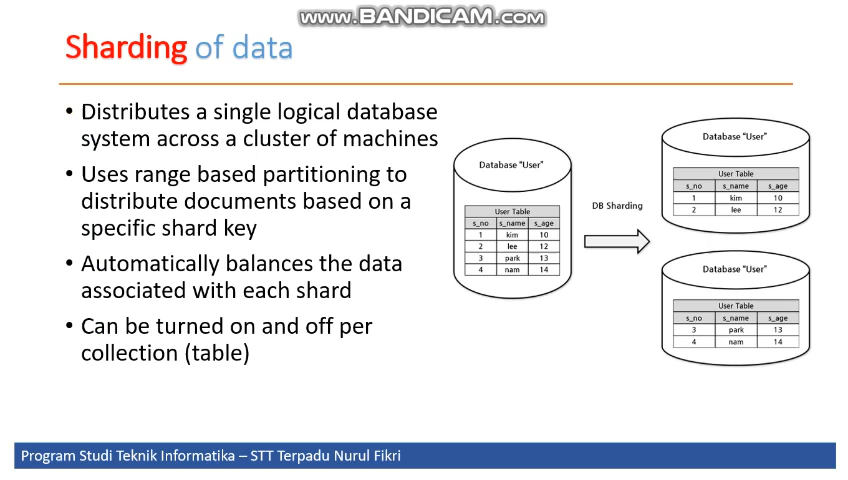 www.BANDICAM.com
Sharding of data
• Distributes a single logical database
system across a cluster of machines
• Uses range based partitioning to
distribute documents based on a
specific shard key
• Automatically balances the data
associated with each shard
• Can be turned on and off per
collection (table)
Database "User"
User Table
s_no s_name s_age
1 kim 10
2 lee 12
3 park 13
4 nam 14
DB Sharding
Database "User"
User Table
s_no s_name s_age
1 kim 10
2 lee 12
Database "User"
User Table
s_no s_name s_age
3 park 13
4 nam 14
Program Studi Teknik Informatika – STT Terpadu Nurul Fikri